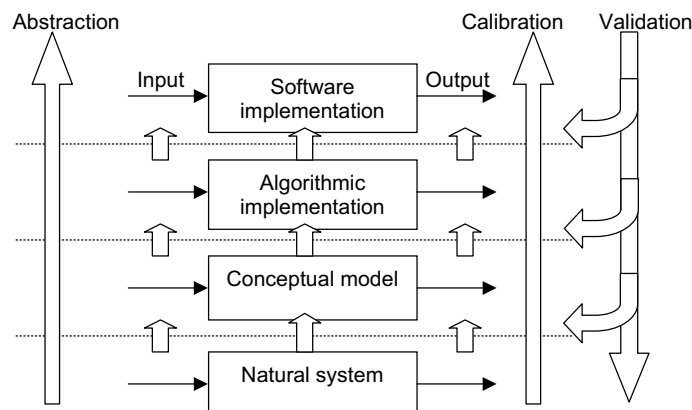 Abstraction
Calibration
Validation
Input
Output
Software
implementation
Algorithmic
implementation
Conceptual model
Natural system